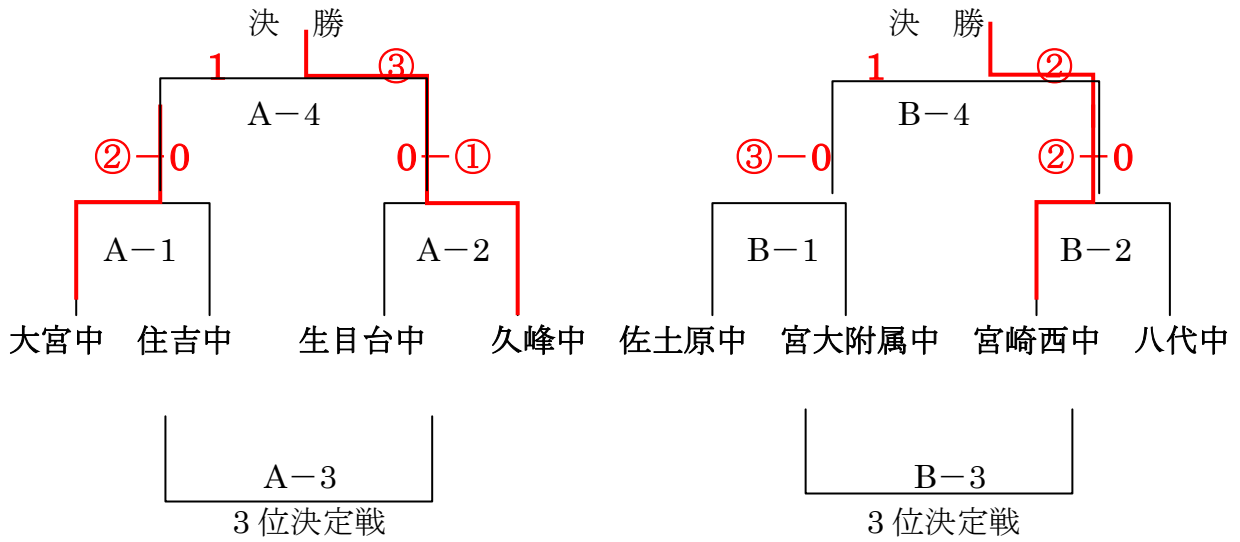 決 勝
1 ③
A-4
②-0 0-①
A-1 A-2
大宮中 住吉中 生目台中 久峰中
A-3
3位決定戦
決 勝
1 ②
B-4
③-0 ②-0
B-1 B-2
佐土原中 宮大附属中 宮崎西中 八代中
B-3
3位決定戦